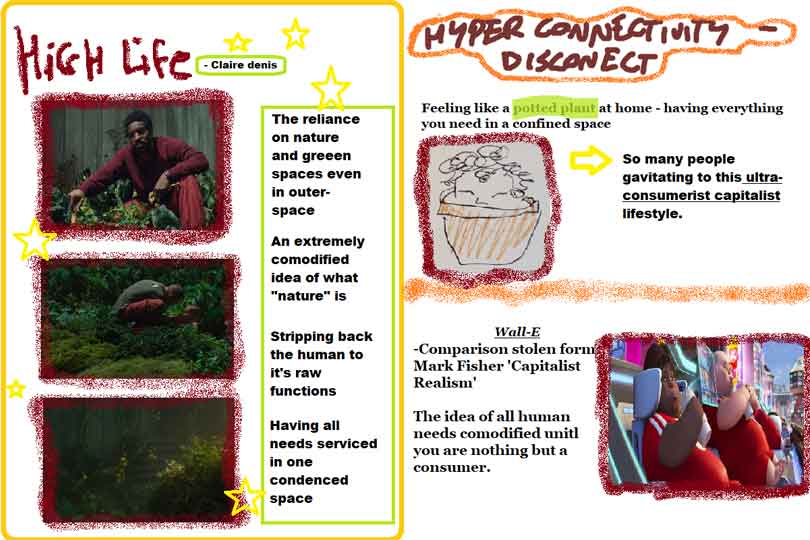 HiGH Life
- Claire denis
The reliance
on nature
and greeen
spaces even
in outer-
space
An extremely
comodified
idea of what
"nature" is
Stripping back
the human to
it's raw
functions
Having all
needs serviced
in one
condenced
space
HYPER CONNECTIVITY -
DISCONECT
Feeling like a potted plant at home - having everything
you need in a confined space
So many people
gavitating to this ultra-
consumerist capitalist
lifestyle.
Wall-E
-Comparison stolen form
Mark Fisher 'Capitalist
Realism'
The idea of all human
needs comodified unitl
you are nothing but a
consumer.